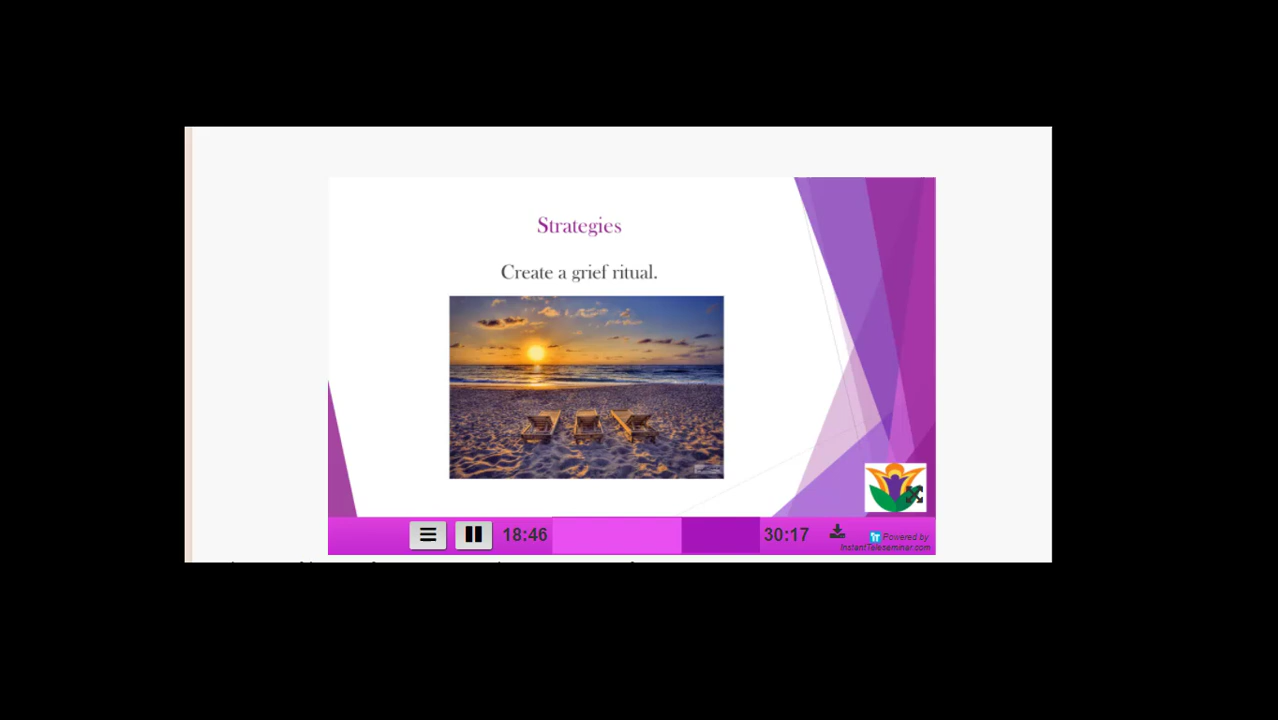 Strategies
Create a grief ritual.
18:46
30:17
Powered by
InstantTeleseminar.com